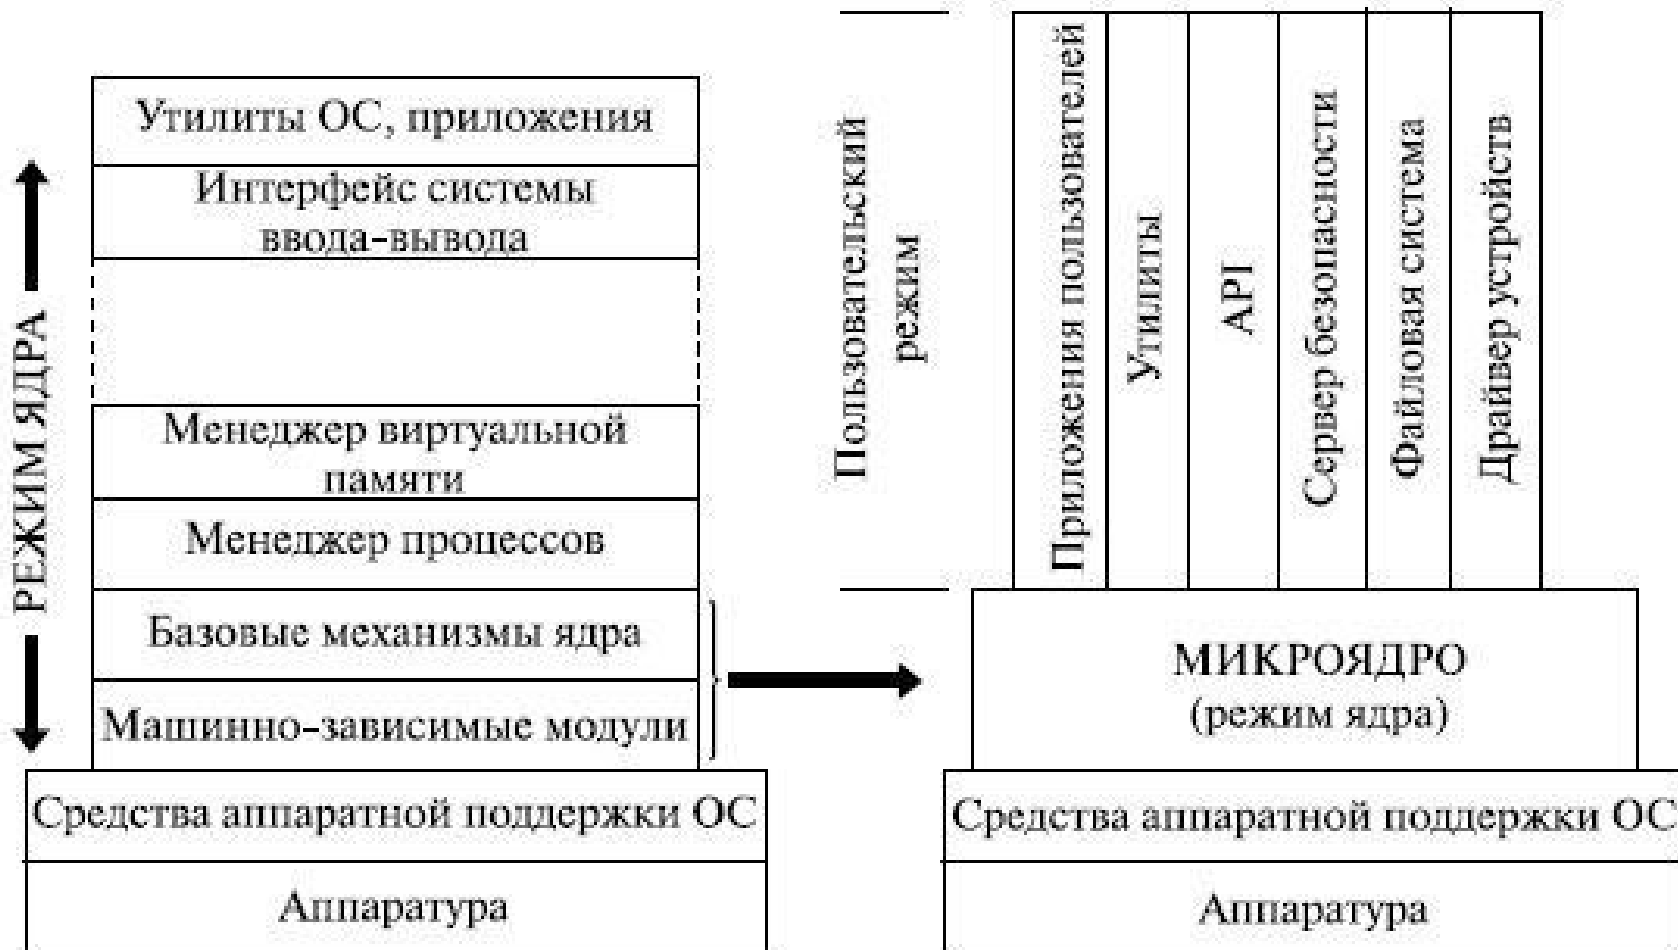 РЕЖИМ ЯДРА
Утилиты ОС, приложения
Интерфейс системы
ввода-вывода
Менеджер виртуальной
памяти
Менеджер процессов
Базовые механизмы ядра
Машинно-зависимые модули
Средства аппаратной поддержки ОС
Аппаратура
Пользовательский
режим
Приложения пользователей
Утилиты
API
Сервер безопасности
Файловая система
Драйвер устройств
МИКРОЯДРО
(режим ядра)
Средства аппаратной поддержки ОС
Аппаратура